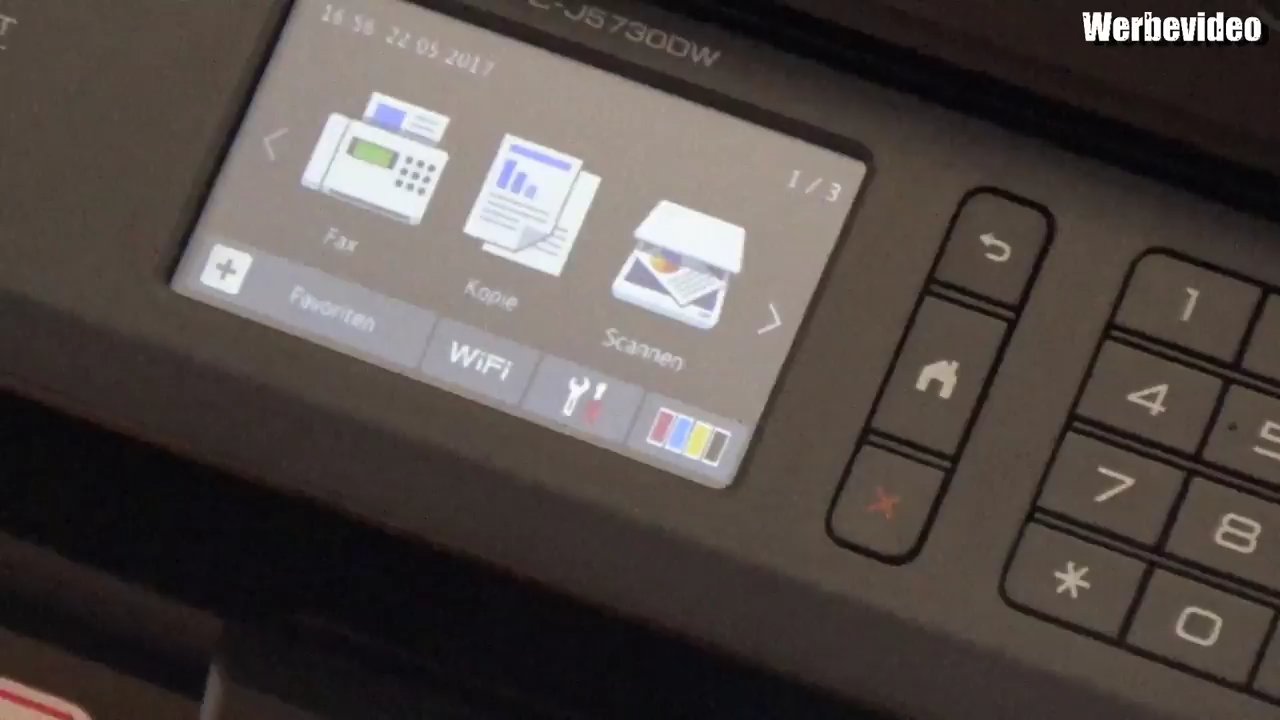 Werbevideo
-J5730DW
16 56 22 05 2017
1 / 3
Fax
Kopie
Scannen
Favoriten
WiFi
1
4
5
7
8
*
0